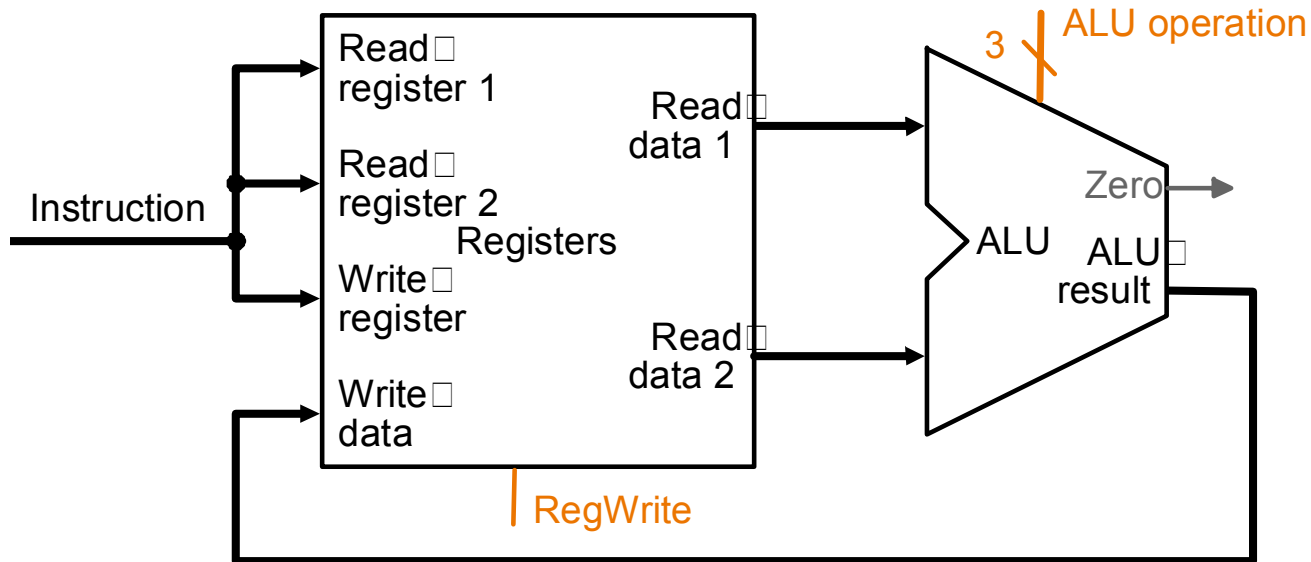 ALU operation
3
Read
register 1
Read
data 1
Read
register 2
Zero
Instruction
Registers
ALU
ALU
result
Write
register
Read
data 2
Write
data
RegWrite